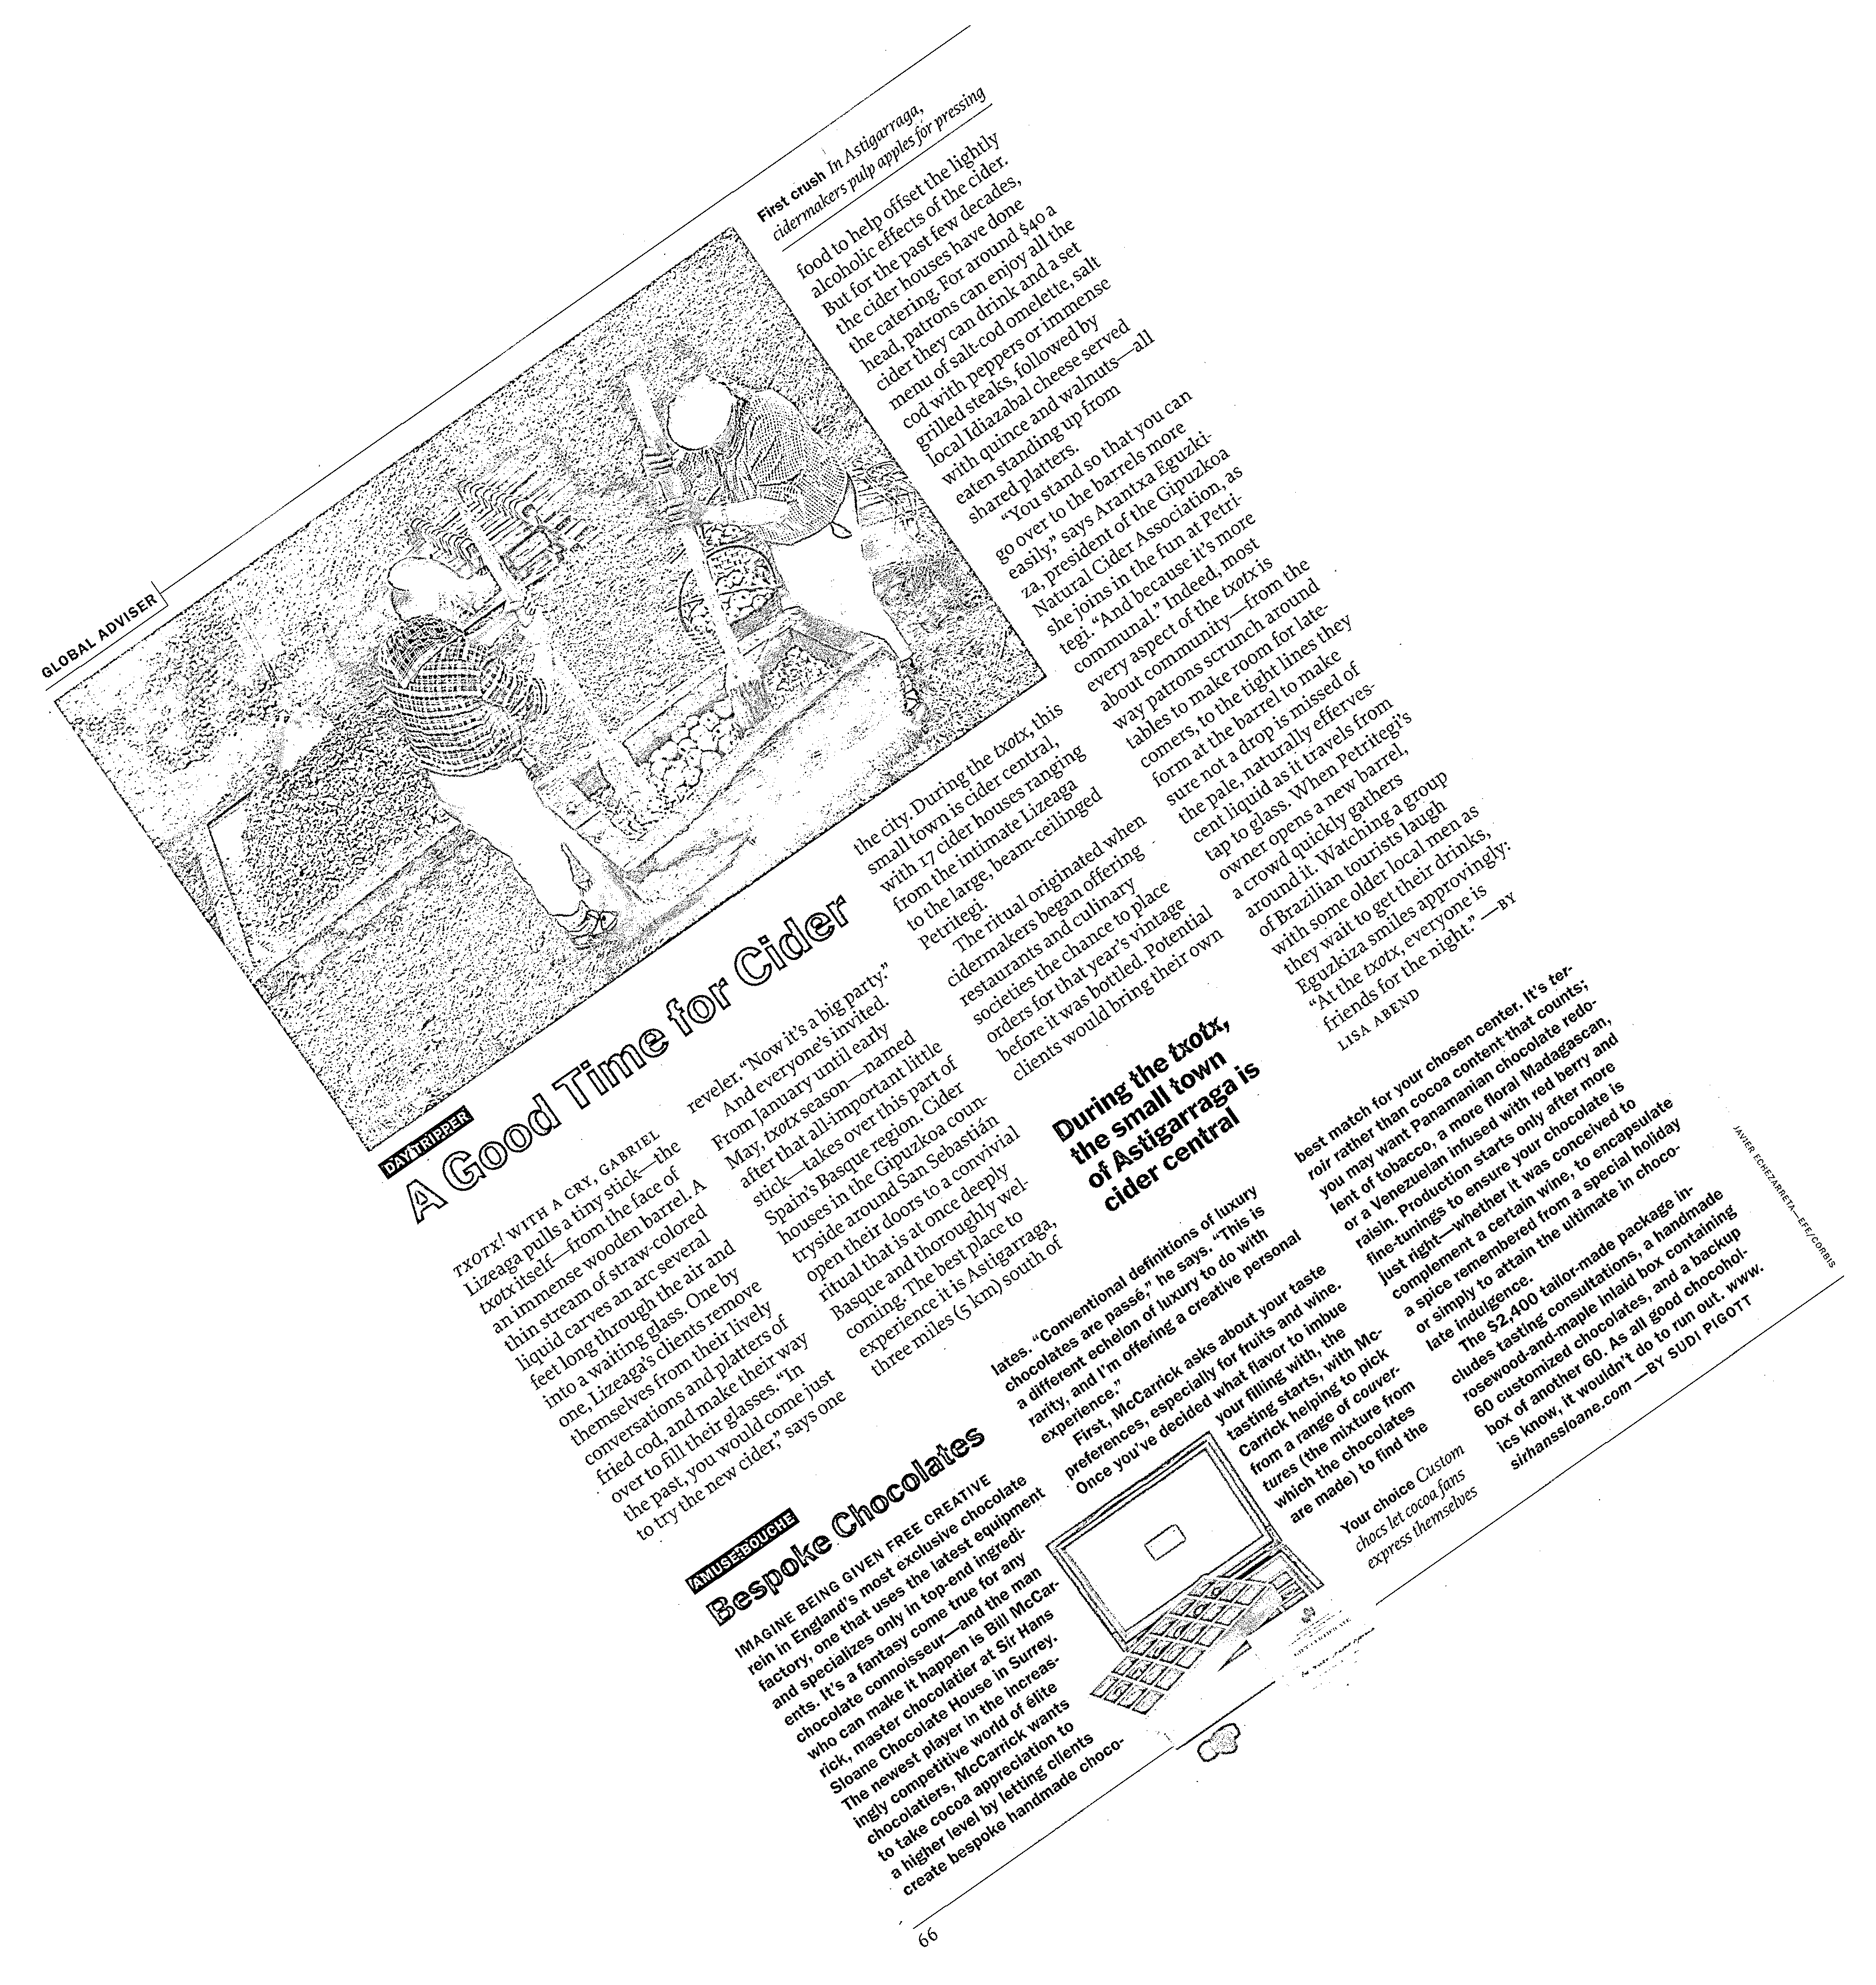 GLOBAL ADVISER
First crush In Astigarraga,
cidermakers pulp apples for pressing
DAYTRIPPER
A Good Time for Cider
TXOTX! WITH A CRY, GABRIEL
Lizeaga pulls a tiny stick—the
txotx itself—from the face of
an immense wooden barrel. A
thin stream of straw-colored
liquid carves an arc several
feet long through the air and
into a waiting glass. One by
one, Lizeaga's clients remove
themselves from their lively
conversations and platters of
fried cod, and make their way
over to fill their glasses. "In
the past, you would come just
to try the new cider," says one
reveler. "Now it's a big party."
And everyone's invited.
From January until early
May, txotx season—named
after that all-important little
stick—takes over this part of
Spain's Basque region. Cider
houses in the Gipuzkoa coun-
tryside around San Sebastián
open their doors to a convivial
ritual that is at once deeply
Basque and thoroughly wel-
coming. The best place to
experience it is Astigarraga,
three miles (5 km) south of
the city. During the txotx, this
small town is cider central,
with 17 cider houses ranging
from the intimate Lizeaga
to the large, beam-ceilinged
Petritegi.
The ritual originated when
cidermakers began offering
restaurants and culinary
societies the chance to place
orders for that year's vintage
before it was bottled. Potential
clients would bring their own
During the txotx,
the small town
of Astigarraga is
cider central
food to help offset the lightly
alcoholic effects of the cider.
But for the past few decades,
the cider houses have done
the catering. For around $40 a
head, patrons can enjoy all the
cider they can drink and a set
menu of salt-cod omelette, salt
cod with peppers or immense
grilled steaks, followed by
local Idiazabal cheese served
with quince and walnuts—all
eaten standing up from
shared platters.
"You stand so that you can
go over to the barrels more
easily," says Arantxa Eguzki-
za, president of the Gipuzkoa
Natural Cider Association, as
she joins in the fun at Petri-
tegi. "And because it's more
communal." Indeed, most
every aspect of the txotx is
about community—from the
way patrons scrunch around
tables to make room for late-
comers, to the tight lines they
form at the barrel to make
sure not a drop is missed of
the pale, naturally efferves-
cent liquid as it travels from
tap to glass. When Petritegi's
owner opens a new barrel,
a crowd quickly gathers
around it. Watching a group
of Brazilian tourists laugh
with some older local men as
they wait to get their drinks,
Eguzkiza smiles approvingly:
"At the txotx, everyone is
friends for the night." —BY
LISA ABEND
AMUSE-BOUCHE
Bespoke Chocolates
IMAGINE BEING GIVEN FREE CREATIVE
rein in England's most exclusive chocolate
factory, one that uses the latest equipment
and specializes only in top-end ingredi-
ents. It's a fantasy come true for any
chocolate connoisseur—and the man
who can make it happen is Bill McCar-
rick, master chocolatier at Sir Hans
Sloane Chocolate House in Surrey.
The newest player in the increas-
ingly competitive world of élite
chocolatiers, McCarrick wants
to take cocoa appreciation to
a higher level by letting clients
create bespoke handmade choco-
lates. "Conventional definitions of luxury
chocolates are passé," he says. "This is
a different echelon of luxury to do with
rarity, and I'm offering a creative personal
experience."
First, McCarrick asks about your taste
preferences, especially for fruits and wine.
Once you've decided what flavor to imbue
your filling with, the
tasting starts, with Mc-
Carrick helping to pick
from a range of couver-
tures (the mixture from
which the chocolates
are made) to find the
Your choice Custom
chocs let cocoa fans
express themselves
best match for your chosen center. It's ter-
roir rather than cocoa content that counts;
you may want Panamanian chocolate redo-
lent of tobacco, a more floral Madagascan,
or a Venezuelan infused with red berry and
raisin. Production starts only after more
fine-tunings to ensure your chocolate is
just right—whether it was conceived to
complement a certain wine, to encapsulate
a spice remembered from a special holiday
or simply to attain the ultimate in choco-
late indulgence.
The $2,400 tailor-made package in-
cludes tasting consultations, a handmade
rosewood-and-maple inlaid box containing
60 customized chocolates, and a backup
box of another 60. As all good chocohol-
ics know, it wouldn't do to run out. www.
sirhanssloane.com —BY SUDI PIGOTT
JAVIER ECHEZARRETA—EFE/CORBIS
66